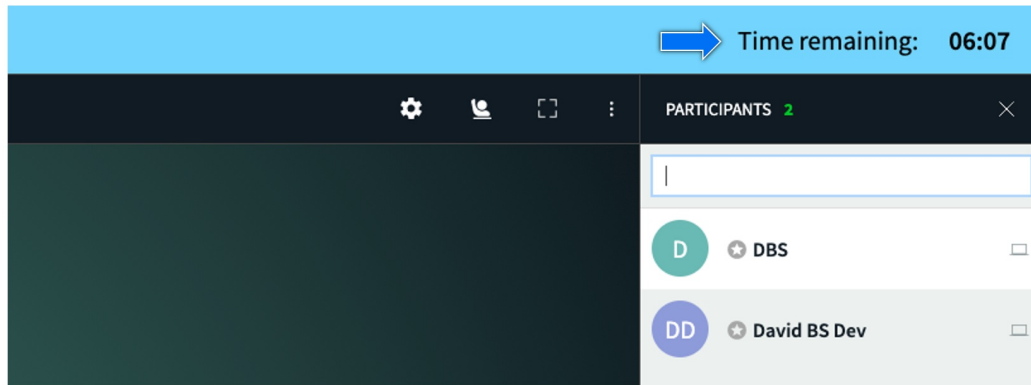 Time remaining: 06:07
PARTICIPANTS 2
D DBS
DD David BS Dev